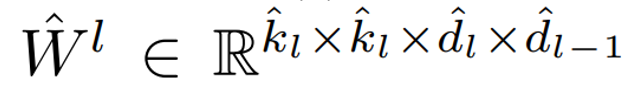 Ŵ^l ∈ ℝ^{k̂_l × k̂_l × d̂_l × d̂_{l−1}}